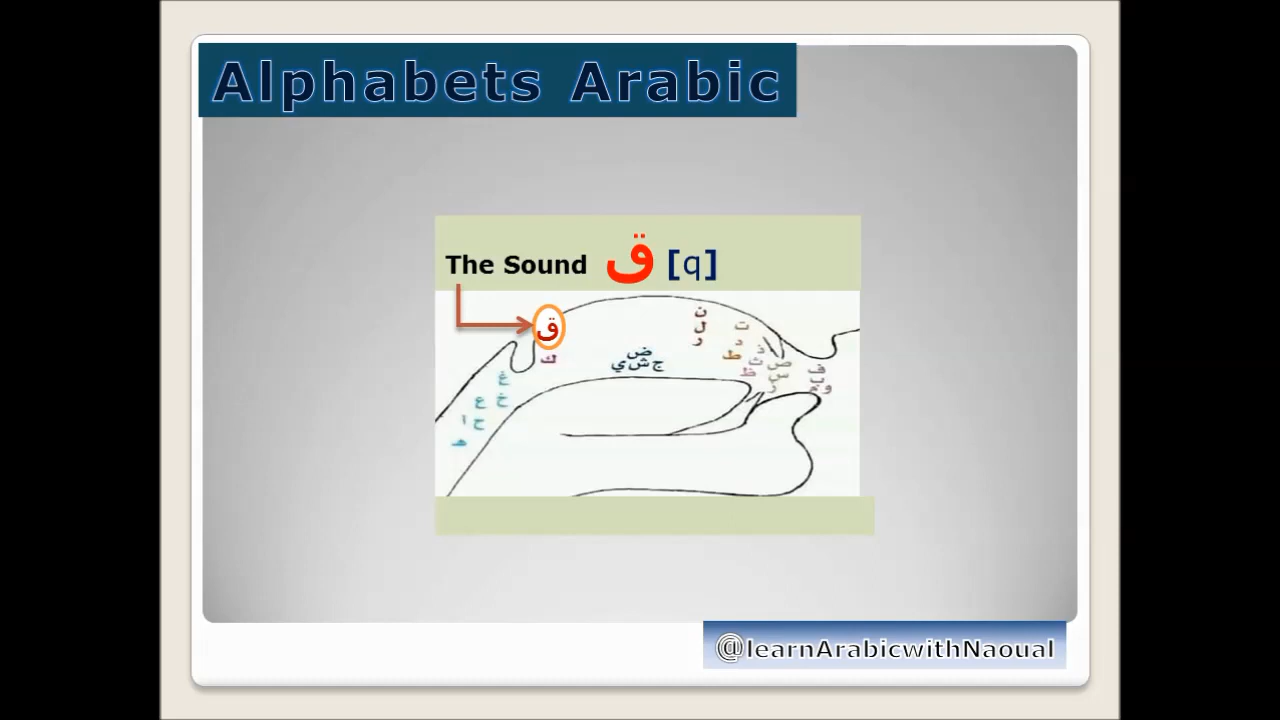 Alphabets Arabic
The Sound ق [q]
ق
ك
غ
خ
ع
ح
ا
ه
ض
ج ش ي
ن
ل
ر
ت
د
ط
ذ
ث
ظ
ص
س
ز
ف
ب
و م
@learnArabicwithNaoual